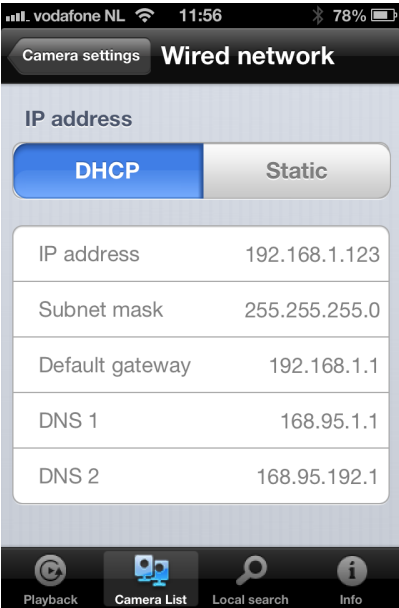 vodafone NL 11:56 78%
Camera settings Wired network
IP address
DHCP Static
IP address 192.168.1.123
Subnet mask 255.255.255.0
Default gateway 192.168.1.1
DNS 1 168.95.1.1
DNS 2 168.95.192.1
Playback Camera List Local search Info